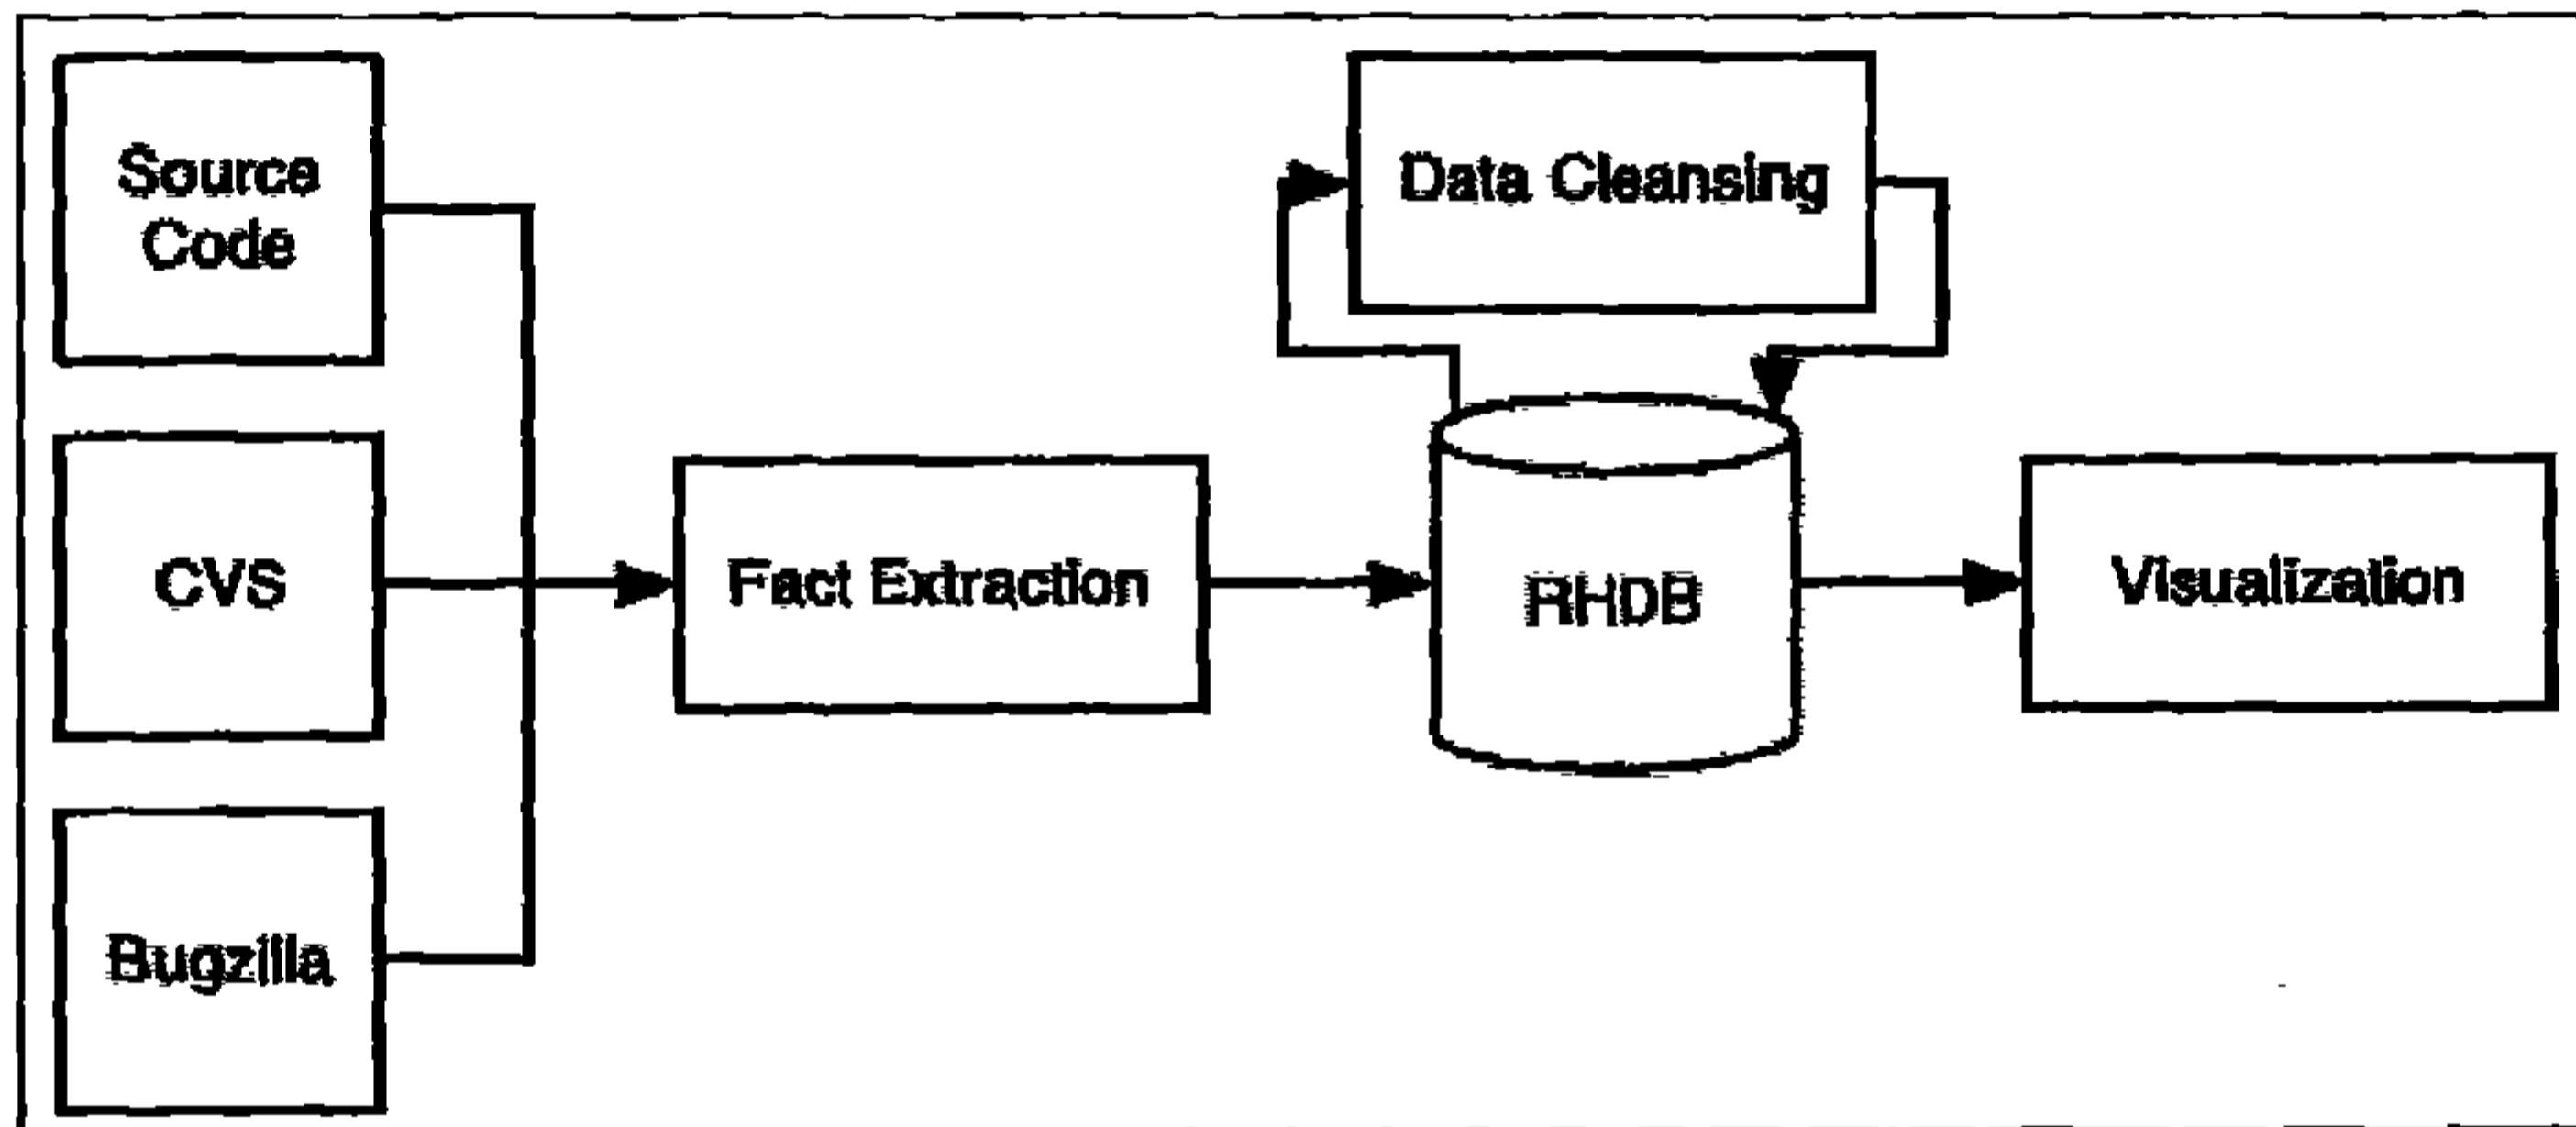 Source
Code
CVS
Bugzilla
Fact Extraction
Data Cleansing
RHDB
Visualization